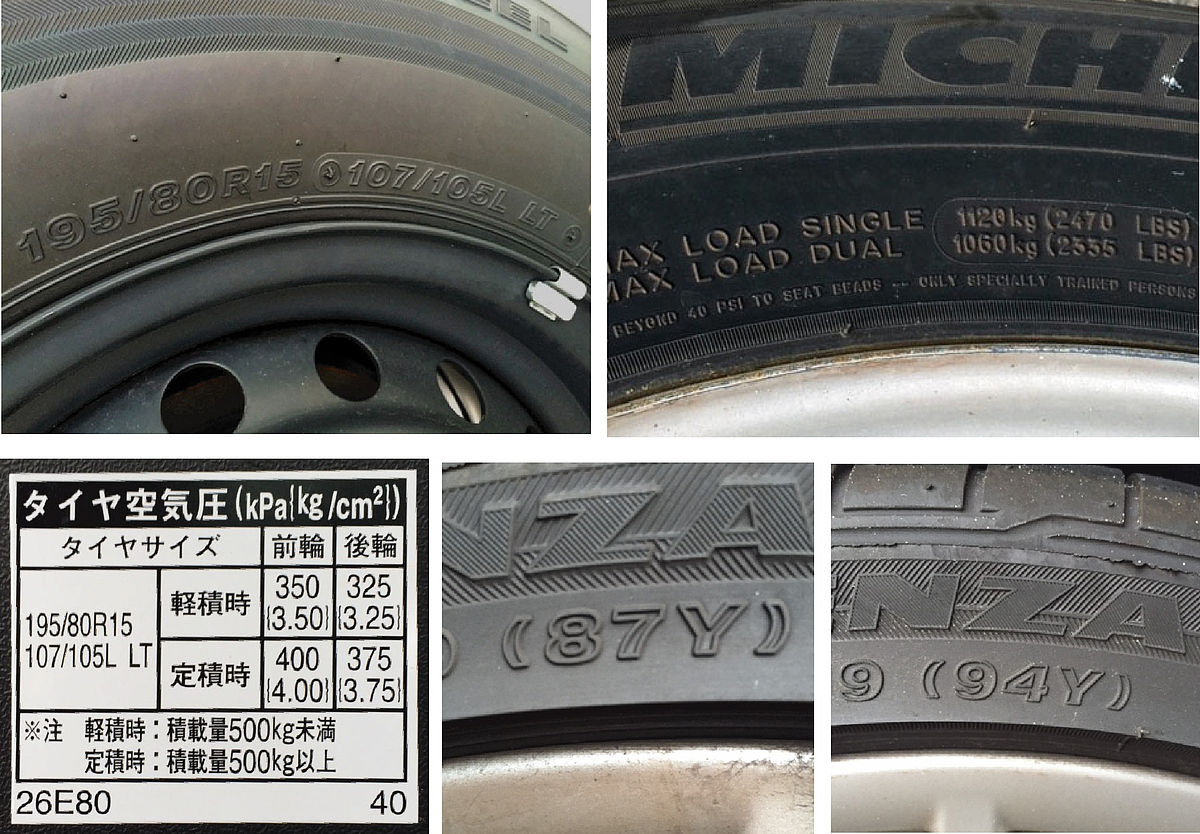 EEL
195/80R15 107/105L LT
MICH
MAX LOAD SINGLE 1120kg (2470 LBS)
MAX LOAD DUAL 1060kg (2335 LBS)
BEYOND 40 PSI TO SEAT BEADS - ONLY SPECIALLY TRAINED PERSONS
タイヤ空気圧(kPa{kg/cm²})
タイヤサイズ 前輪 後輪
195/80R15 107/105L LT
軽積時 350 {3.50} 325 {3.25}
定積時 400 {4.00} 375 {3.75}
※注 軽積時:積載量500kg未満
定積時:積載量500kg以上
26E80 40
NZA
(87Y)
ENZA
9 (94Y)